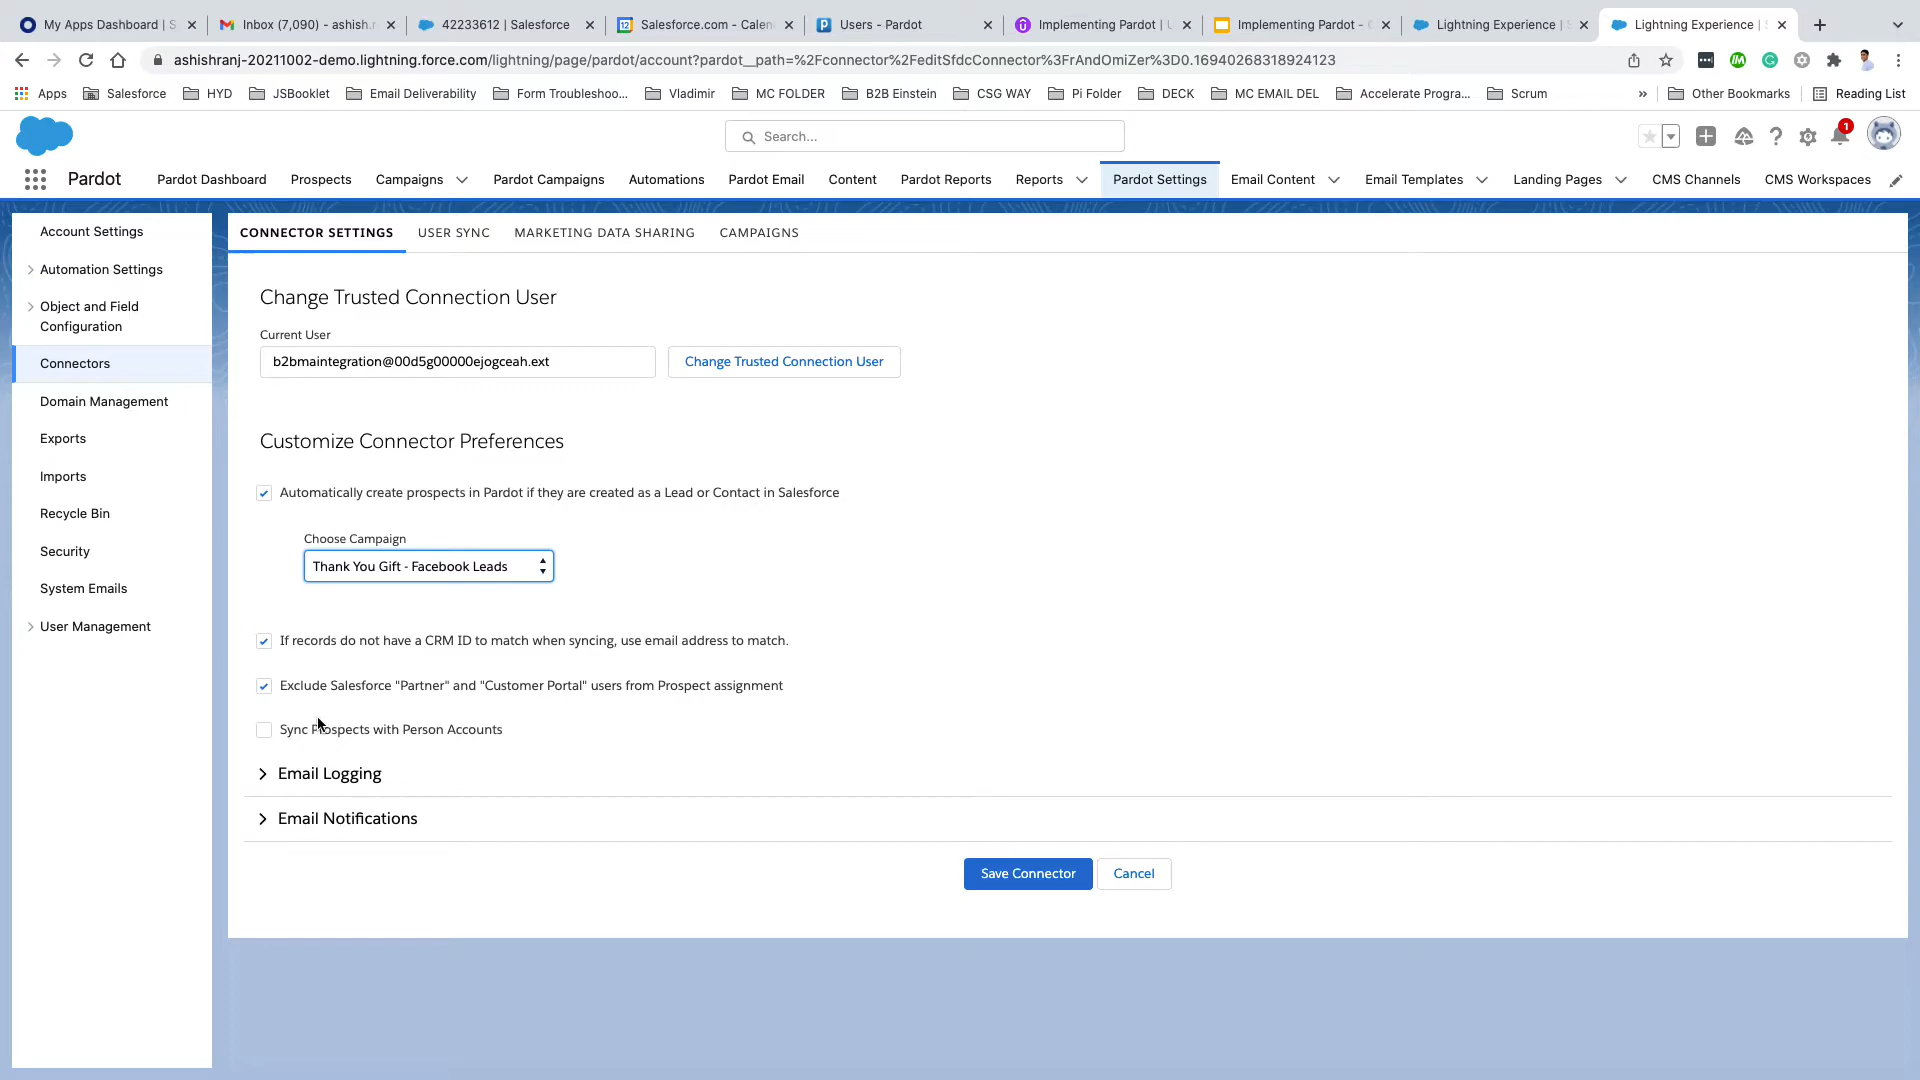 My Apps Dashboard | S
Inbox (7,090) - ashish.r
42233612 | Salesforce
Salesforce.com - Calen
Users - Pardot
Implementing Pardot | U
Implementing Pardot - G
Lightning Experience | S
Lightning Experience | S
ashishranj-20211002-demo.lightning.force.com/lightning/page/pardot/account?pardot__path=%2Fconnector%2FeditSfdcConnector%3FrAndOmiZer%3D0.16940268318924123
Apps
Salesforce
HYD
JSBooklet
Email Deliverability
Form Troubleshoo...
Vladimir
MC FOLDER
B2B Einstein
CSG WAY
Pi Folder
DECK
MC EMAIL DEL
Accelerate Progra...
Scrum
»
Other Bookmarks
Reading List
Search...
1
Pardot
Pardot Dashboard
Prospects
Campaigns
Pardot Campaigns
Automations
Pardot Email
Content
Pardot Reports
Reports
Pardot Settings
Email Content
Email Templates
Landing Pages
CMS Channels
CMS Workspaces
Account Settings
Automation Settings
Object and Field
Configuration
Connectors
Domain Management
Exports
Imports
Recycle Bin
Security
System Emails
User Management
CONNECTOR SETTINGS
USER SYNC
MARKETING DATA SHARING
CAMPAIGNS
Change Trusted Connection User
Current User
b2bmaintegration@00d5g00000ejogceah.ext
Change Trusted Connection User
Customize Connector Preferences
Automatically create prospects in Pardot if they are created as a Lead or Contact in Salesforce
Choose Campaign
Thank You Gift - Facebook Leads
If records do not have a CRM ID to match when syncing, use email address to match.
Exclude Salesforce "Partner" and "Customer Portal" users from Prospect assignment
Sync Prospects with Person Accounts
Email Logging
Email Notifications
Save Connector
Cancel